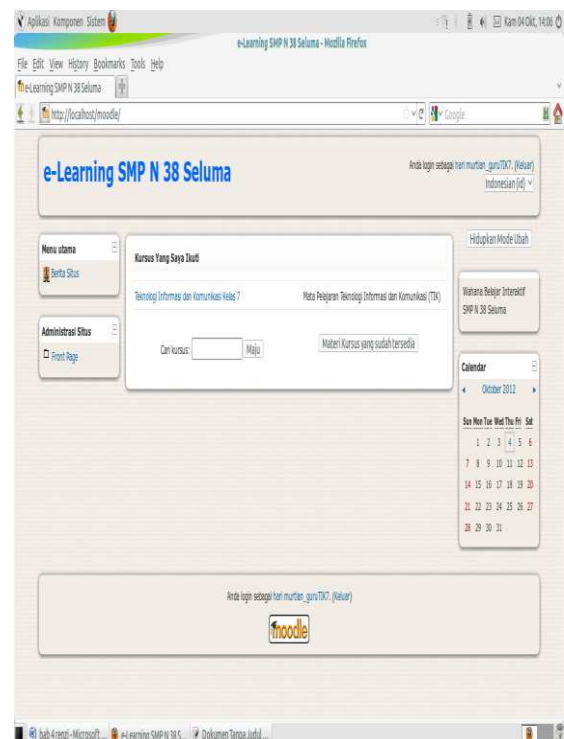 Aplikasi Komponen Sistem
Kam 04 Okt, 14:06
e-Learning SMP N 38 Seluma - Mozilla Firefox
File Edit View History Bookmarks Tools Help
e-Learning SMP N 38 Seluma
http://localhost/moodle/
Google
e-Learning SMP N 38 Seluma
Anda login sebagai hari murtian_guruTIK7. (Keluar)
Indonesian (id)
Hidupkan Mode Ubah
Menu utama
Berita Situs
Administrasi Situs
Front Page
Kursus Yang Saya Ikuti
Teknologi Informasi dan Komunikasi Kelas 7
Mata Pelajaran Teknologi Informasi dan Komunikasi (TIK)
Cari kursus:
Maju
Materi Kursus yang sudah tersedia
Wahana Belajar Interaktif
SMP N 38 Seluma
Calendar
Oktober 2012
Sun Mon Tue Wed Thu Fri Sat
1 2 3 4 5 6
7 8 9 10 11 12 13
14 15 16 17 18 19 20
21 22 23 24 25 26 27
28 29 30 31
Anda login sebagai hari murtian_guruTIK7. (Keluar)
moodle
bab 4 renzi - Microsoft ...
e-Learning SMP N 38 S...
Dokumen Tanpa Judul ...